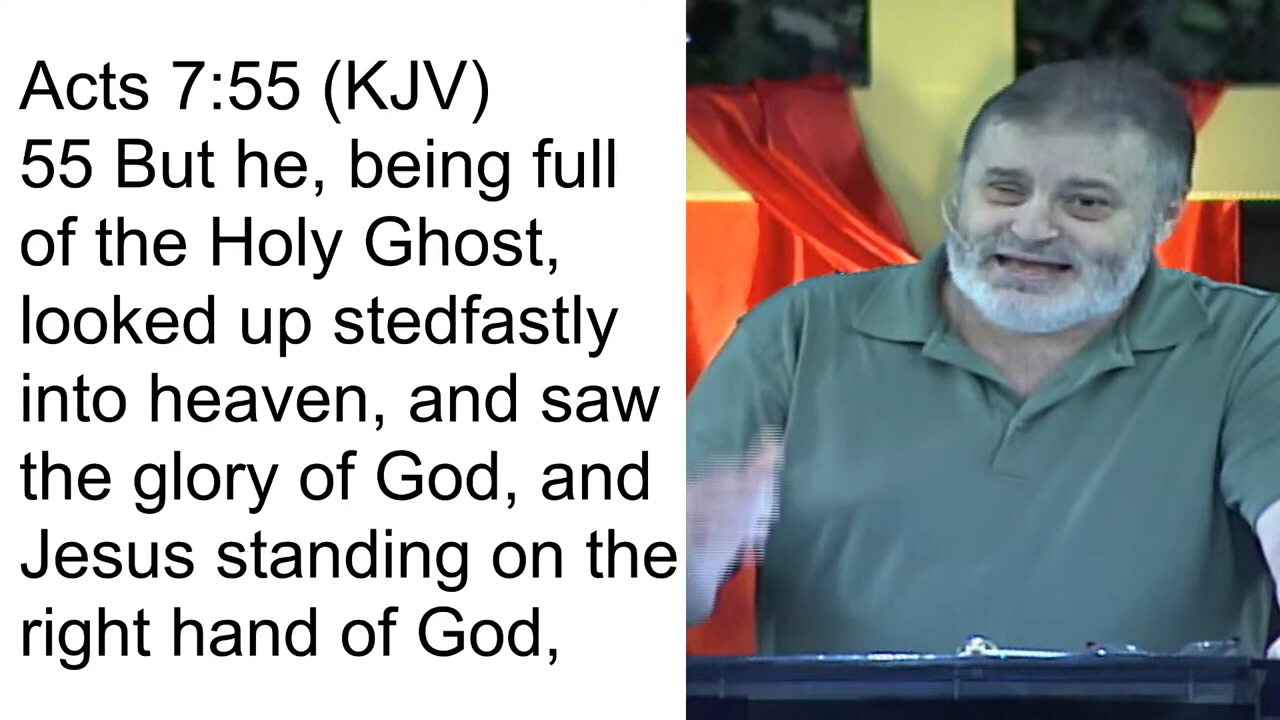 Acts 7:55 (KJV)
55 But he, being full
of the Holy Ghost,
looked up stedfastly
into heaven, and saw
the glory of God, and
Jesus standing on the
right hand of God,